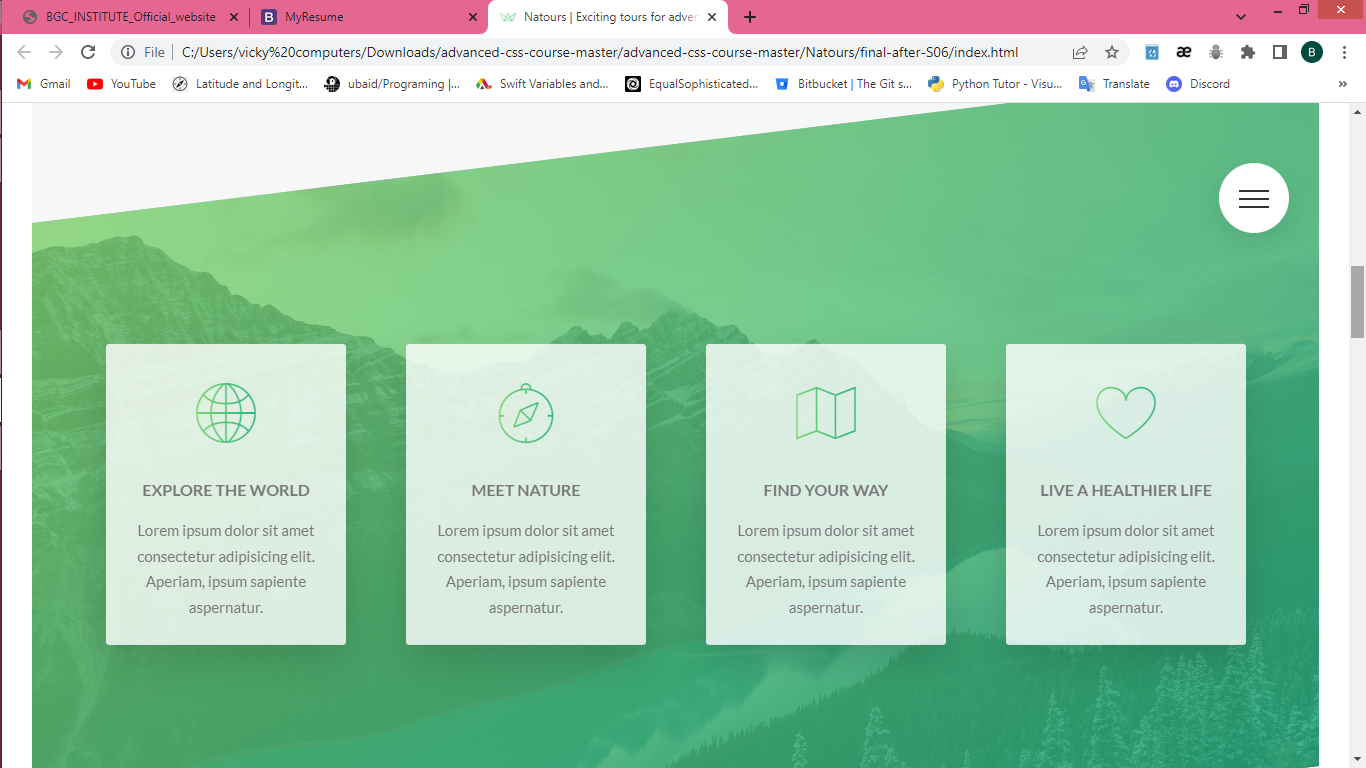 BGC_INSTITUTE_Official_website
MyResume
Natours | Exciting tours for adver
File
C:/Users/vicky%20computers/Downloads/advanced-css-course-master/advanced-css-course-master/Natours/final-after-S06/index.html
æ
B
Gmail
YouTube
Latitude and Longit...
ubaid/Programing |...
Swift Variables and...
EqualSophisticated...
Bitbucket | The Git s...
Python Tutor - Visu...
Translate
Discord
»
EXPLORE THE WORLD
Lorem ipsum dolor sit amet
consectetur adipisicing elit.
Aperiam, ipsum sapiente
aspernatur.
MEET NATURE
Lorem ipsum dolor sit amet
consectetur adipisicing elit.
Aperiam, ipsum sapiente
aspernatur.
FIND YOUR WAY
Lorem ipsum dolor sit amet
consectetur adipisicing elit.
Aperiam, ipsum sapiente
aspernatur.
LIVE A HEALTHIER LIFE
Lorem ipsum dolor sit amet
consectetur adipisicing elit.
Aperiam, ipsum sapiente
aspernatur.